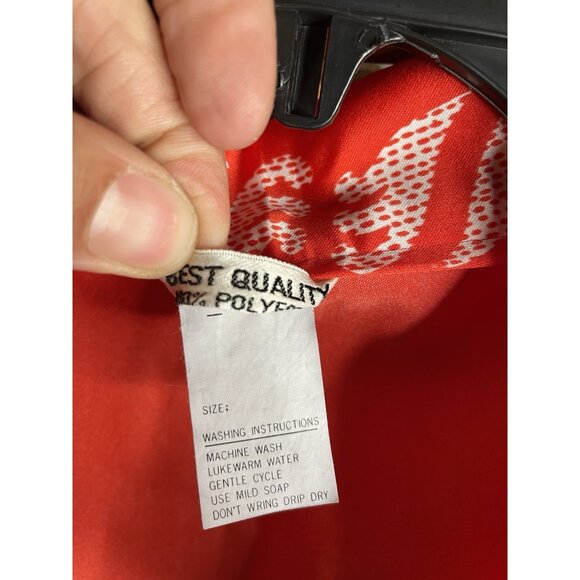 BEST QUALITY
SIZE;
WASHING INSTRUCTIONS
MACHINE WASH
LUKEWARM WATER
GENTLE CYCLE
USE MILD SOAP
DON'T WRING DRIP DRY